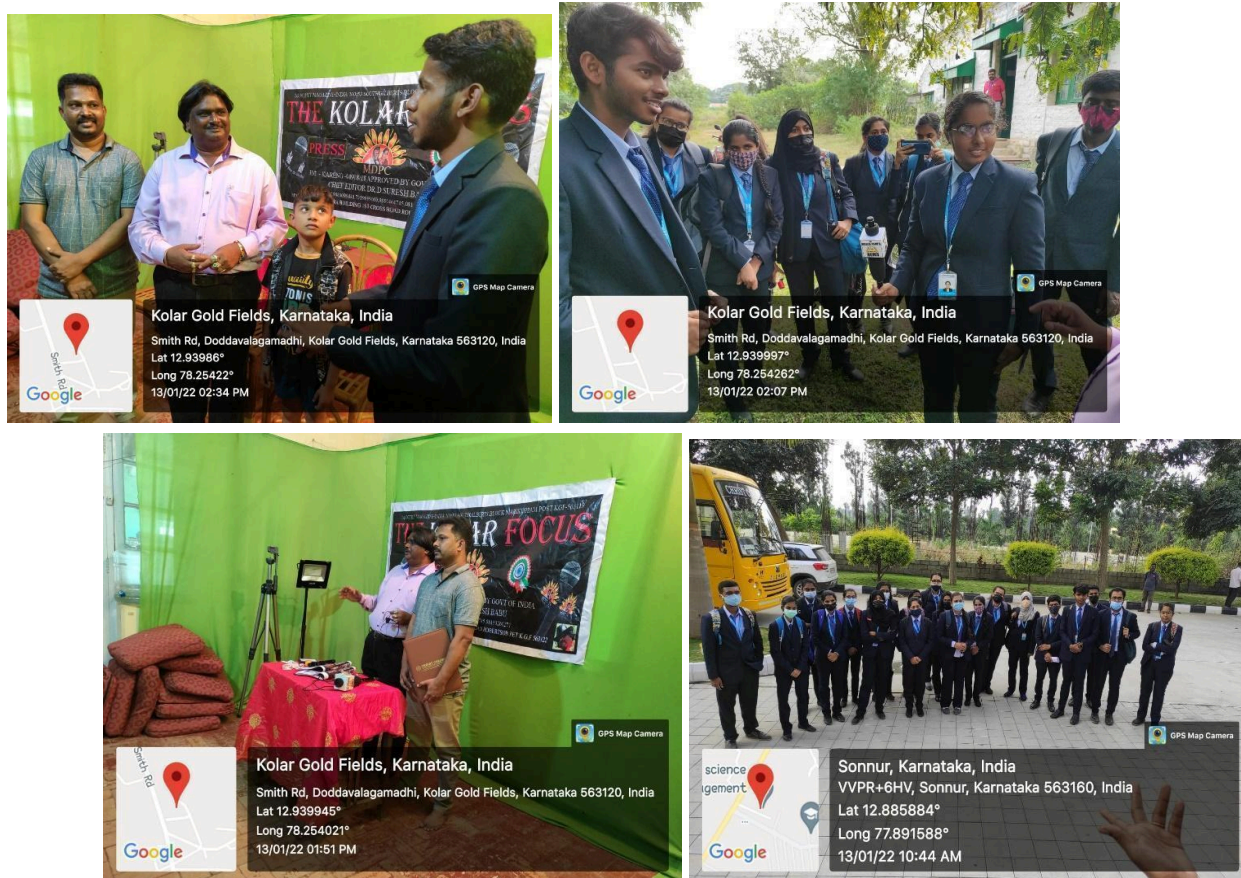 THE KOLAR
PRESS
MDPC
GPS Map Camera
Kolar Gold Fields, Karnataka, India
Smith Rd, Doddavalagamadhi, Kolar Gold Fields, Karnataka 563120, India
Lat 12.93986°
Long 78.25422°
13/01/22 02:34 PM
Smith Rd
Google
GPS Map Camera
Kolar Gold Fields, Karnataka, India
Smith Rd, Doddavalagamadhi, Kolar Gold Fields, Karnataka 563120, India
Lat 12.939997°
Long 78.254262°
13/01/22 02:07 PM
Google
FOCUS
GPS Map Camera
Kolar Gold Fields, Karnataka, India
Smith Rd, Doddavalagamadhi, Kolar Gold Fields, Karnataka 563120, India
Lat 12.939945°
Long 78.254021°
13/01/22 01:51 PM
Smith Rd
Google
GPS Map Camera
Sonnur, Karnataka, India
VVPR+6HV, Sonnur, Karnataka 563160, India
Lat 12.885884°
Long 77.891588°
13/01/22 10:44 AM
science
Google